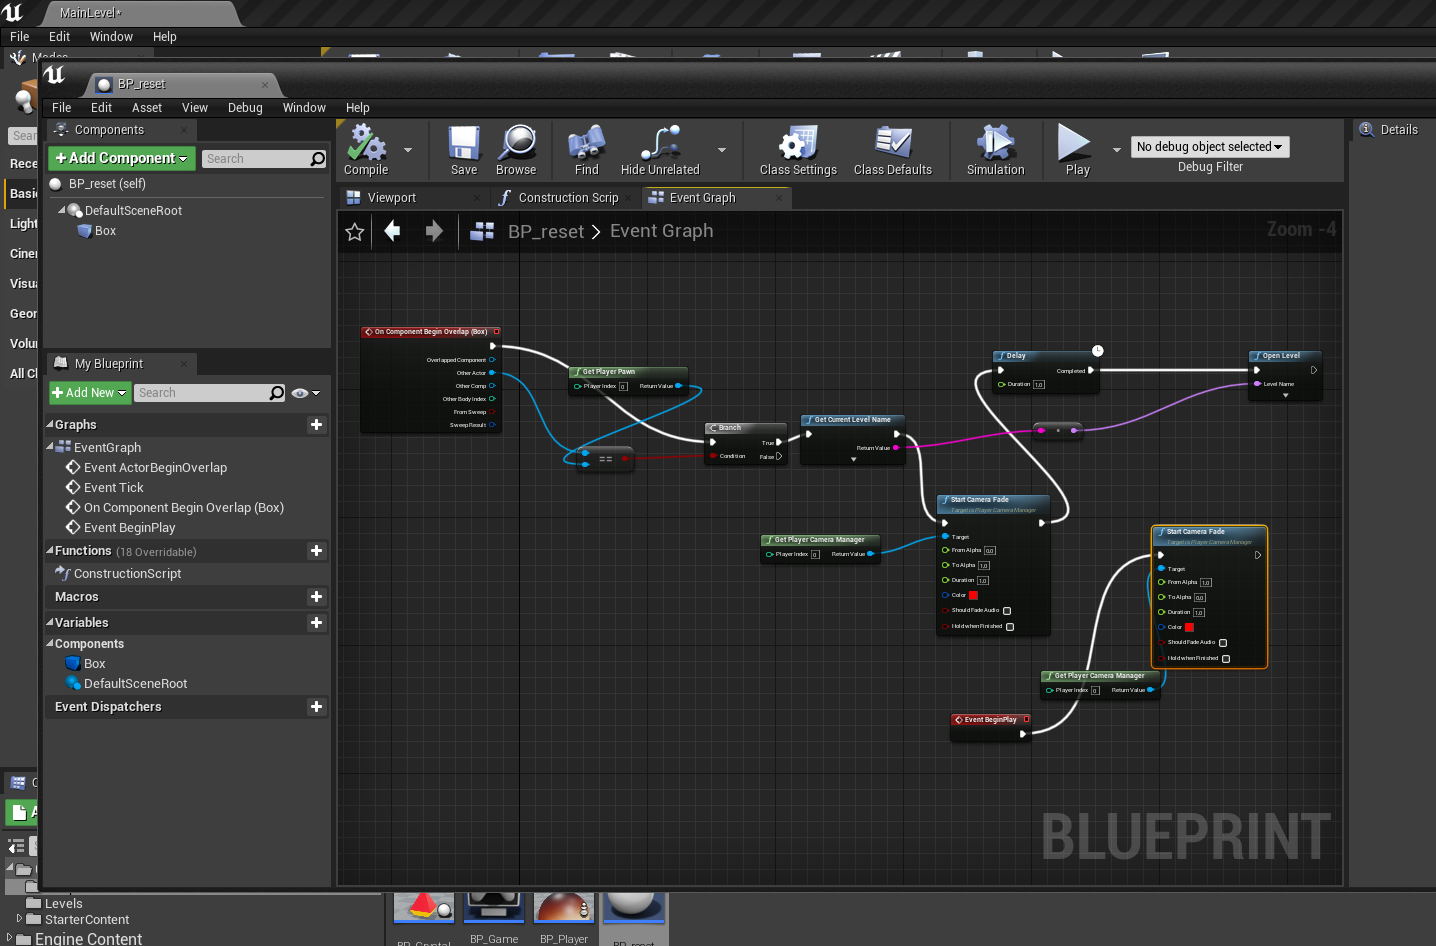 MainLevel*
File Edit Window Help
Modes
BP_reset
File Edit Asset View Debug Window Help
Components
Details
+Add Component
Search
Compile
Save
Browse
Find
Hide Unrelated
Class Settings
Class Defaults
Simulation
Play
No debug object selected
Debug Filter
BP_reset (self)
DefaultSceneRoot
Box
Viewport
Construction Scrip
Event Graph
BP_reset > Event Graph
Zoom -4
On Component Begin Overlap (Box)
Overlapped Component
Other Actor
Other Comp
Other Body Index
From Sweep
Sweep Result
Get Player Pawn
Player Index 0 Return Value
==
Branch
True
Condition False
Get Current Level Name
Return Value
Delay
Completed
Duration 1,0
Open Level
Level Name
Start Camera Fade
Target is Player Camera Manager
Target
From Alpha 0,0
To Alpha 1,0
Duration 1,0
Color
Should Fade Audio
Hold when Finished
Get Player Camera Manager
Player Index 0 Return Value
Start Camera Fade
Target is Player Camera Manager
Target
From Alpha 1,0
To Alpha 0,0
Duration 1,0
Color
Should Fade Audio
Hold when Finished
Get Player Camera Manager
Player Index 0 Return Value
Event BeginPlay
BLUEPRINT
My Blueprint
+Add New
Search
Graphs
EventGraph
Event ActorBeginOverlap
Event Tick
On Component Begin Overlap (Box)
Event BeginPlay
Functions (18 Overridable)
ConstructionScript
Macros
Variables
Components
Box
DefaultSceneRoot
Event Dispatchers
Sear
Rece
Basic
Light
Cine
Visua
Geor
Volu
All Cl
Levels
StarterContent
Engine Content
BP_Crystal
BP_Game
BP_Player
BP_reset